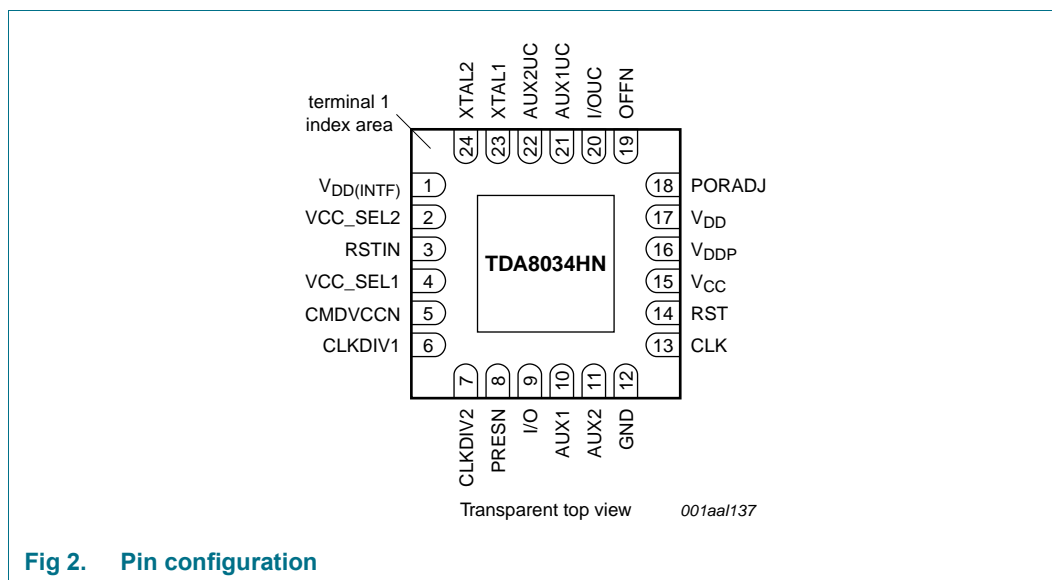 XTAL2
XTAL1
AUX2UC
AUX1UC
I/OUC
OFFN
terminal 1
index area
24
23
22
21
20
19
VDD(INTF) 1
VCC_SEL2 2
RSTIN 3
VCC_SEL1 4
CMDVCCN 5
CLKDIV1 6
TDA8034HN
18 PORADJ
17 VDD
16 VDDP
15 VCC
14 RST
13 CLK
7
8
9
10
11
12
CLKDIV2
PRESN
I/O
AUX1
AUX2
GND
Transparent top view 001aal137
Fig 2. Pin configuration